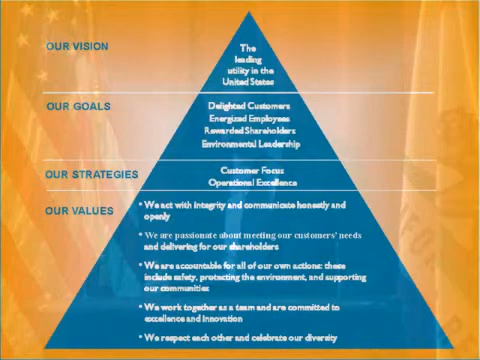 OUR VISION
The
leading
utility in the
United States
OUR GOALS
Delighted Customers
Energized Employees
Rewarded Shareholders
Environmental Leadership
OUR STRATEGIES
Customer Focus
Operational Excellence
OUR VALUES
• We act with integrity and communicate honestly and
openly
• We are passionate about meeting our customers' needs
and delivering for our shareholders
• We are accountable for all of our own actions: these
include safety, protecting the environment, and supporting
our communities
• We work together as a team and are committed to
excellence and innovation
• We respect each other and celebrate our diversity